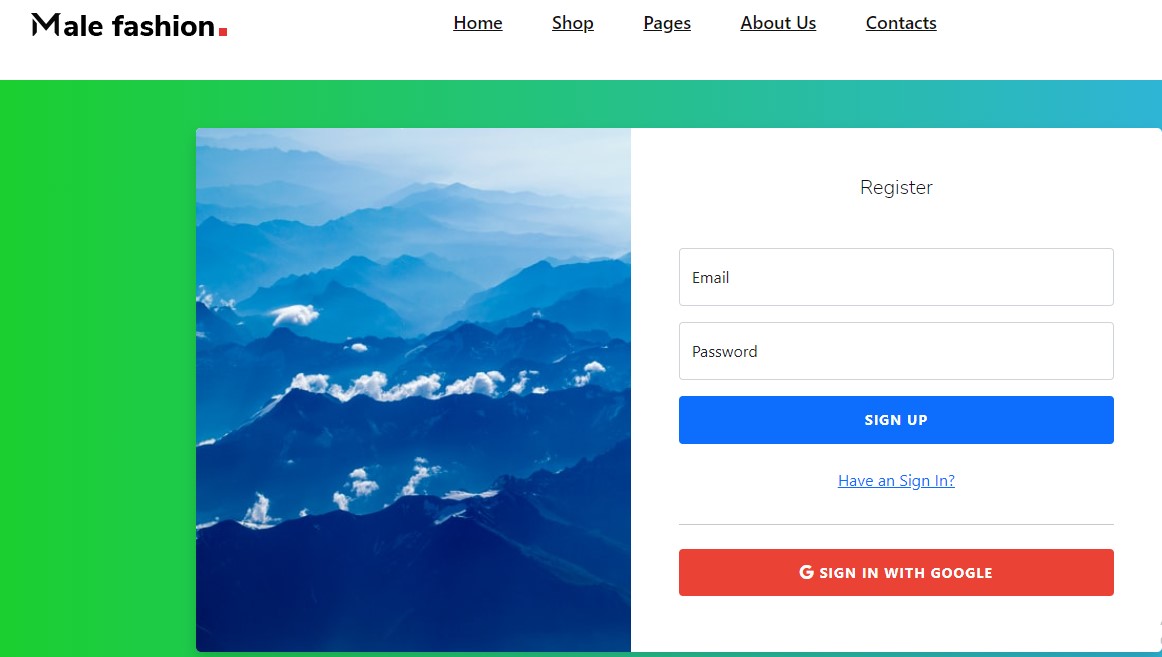 Male fashion.
Home Shop Pages About Us Contacts
Register
Email
Password
SIGN UP
Have an Sign In?
G SIGN IN WITH GOOGLE